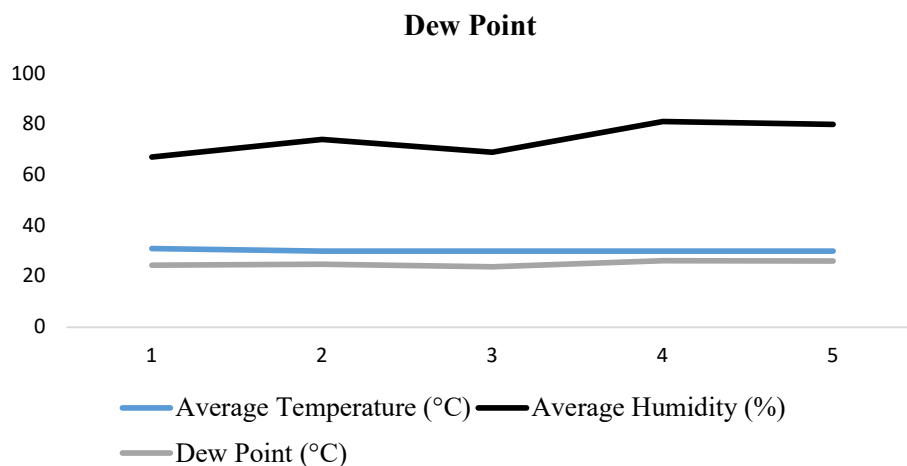 Dew Point
100
80
60
40
20
0
1 2 3 4 5
Average Temperature (°C) Average Humidity (%)
Dew Point (°C)